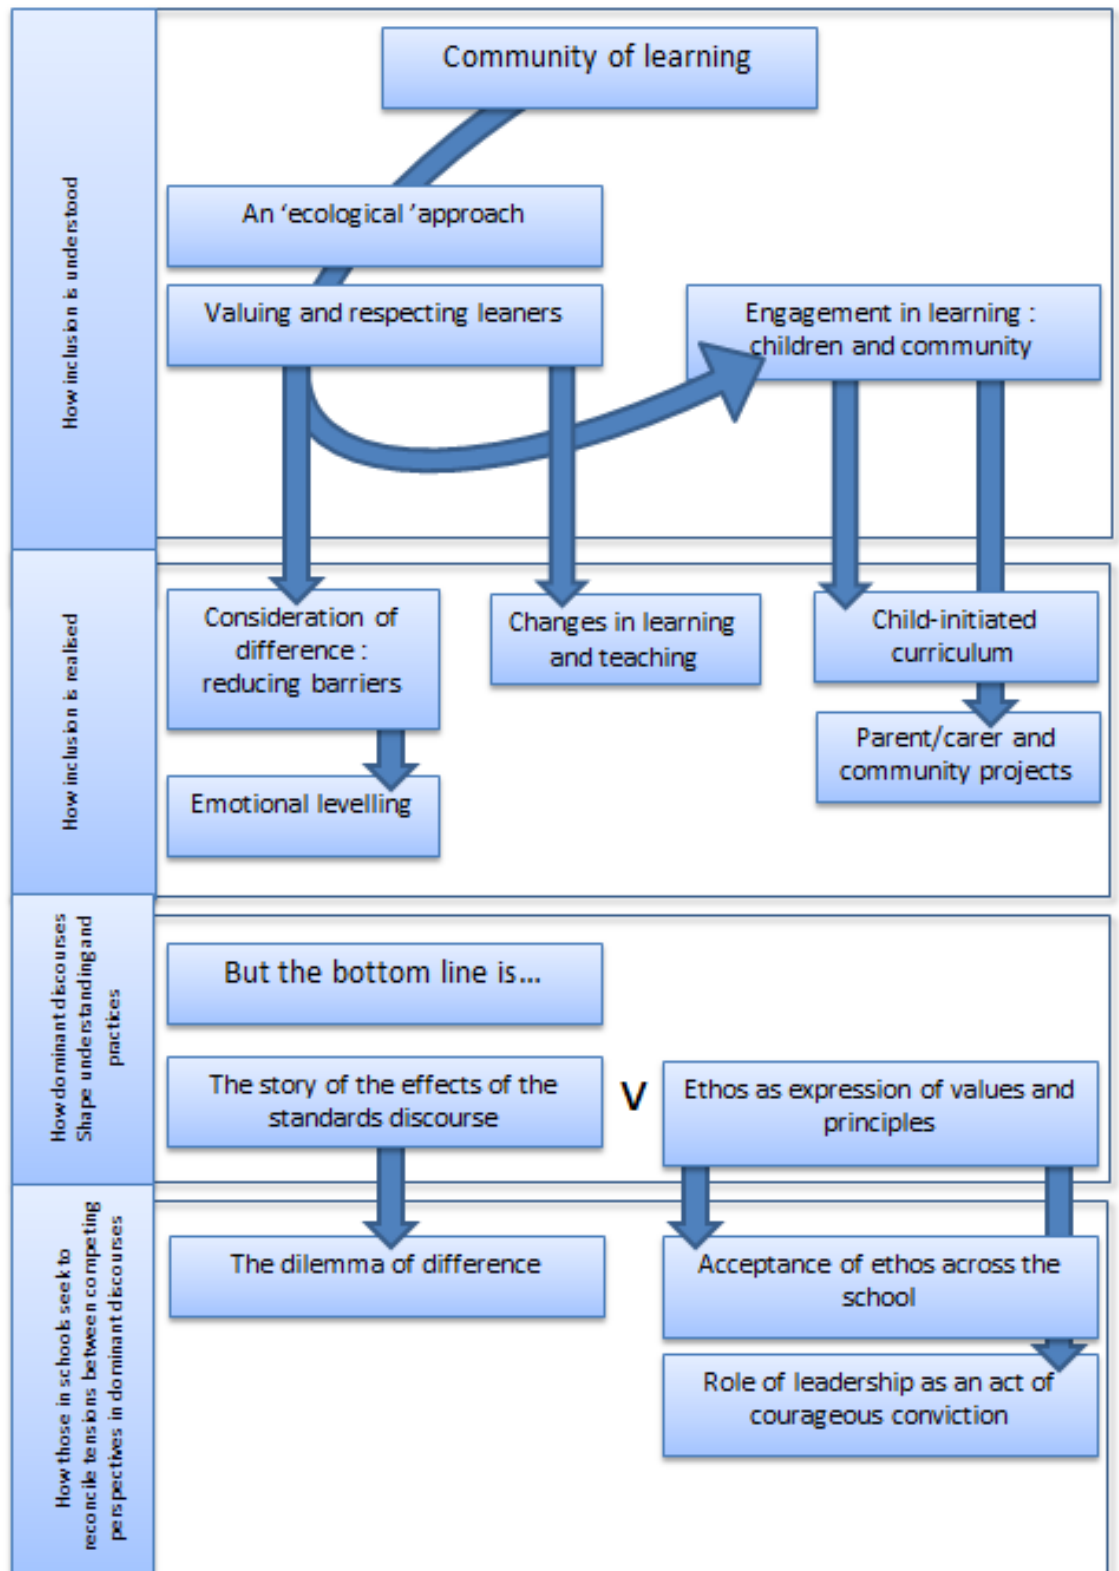 How inclusion is understood
Community of learning
An ‘ecological ’approach
Valuing and respecting leaners
Engagement in learning :
children and community
How inclusion is realised
Consideration of
difference :
reducing barriers
Changes in learning
and teaching
Child-initiated
curriculum
Parent/carer and
community projects
Emotional levelling
How dominant discourses
Shape understanding and
practices
But the bottom line is...
The story of the effects of the
standards discourse
V
Ethos as expression of values and
principles
How those in schools seek to
reconcile tensions between competing
perspectives in dominant discourses
The dilemma of difference
Acceptance of ethos across the
school
Role of leadership as an act of
courageous conviction